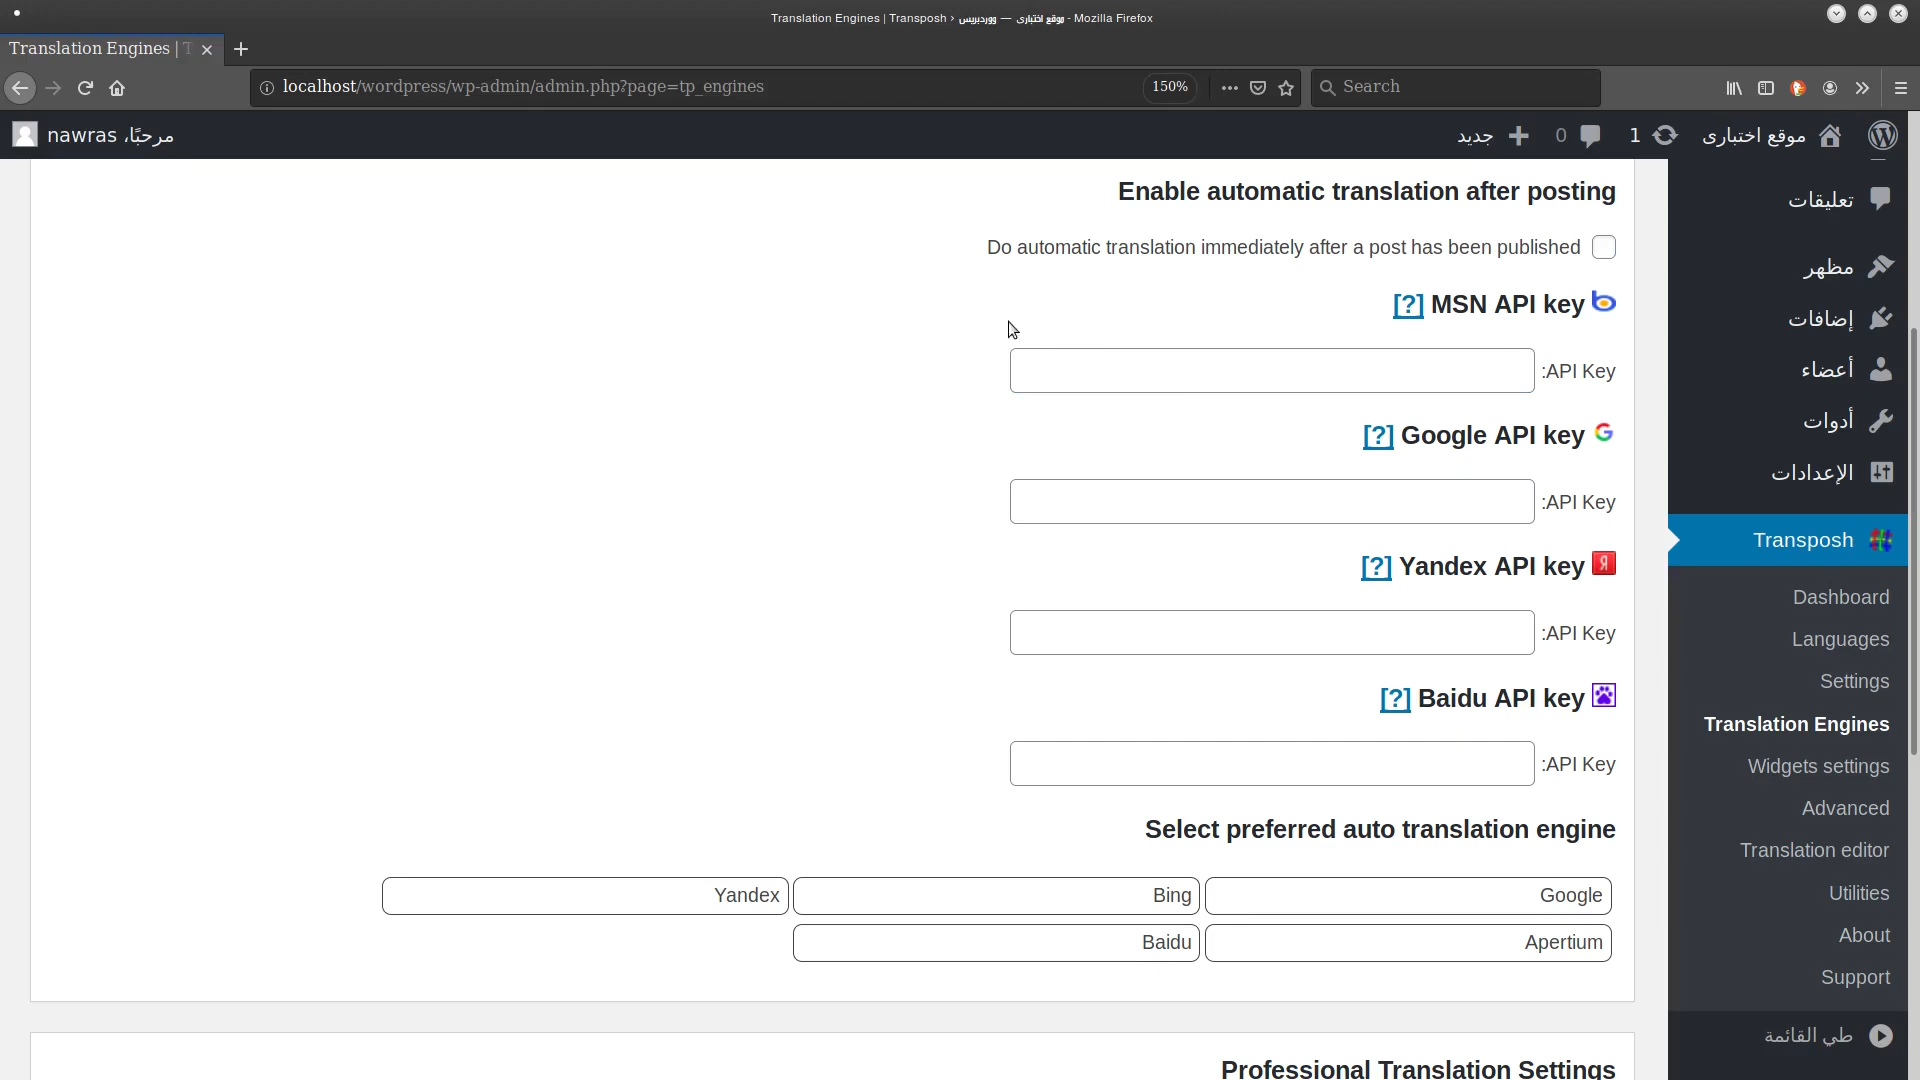 Translation Engines | Transposh › موقع اختبارى — ووردبريس - Mozilla Firefox
Translation Engines | T
localhost/wordpress/wp-admin/admin.php?page=tp_engines
150%
Search
موقع اختبارى
1
0
جديد
مرحبًا، nawras
تعليقات
مظهر
إضافات
أعضاء
أدوات
الإعدادات
Transposh
Dashboard
Languages
Settings
Translation Engines
Widgets settings
Advanced
Translation editor
Utilities
About
Support
طي القائمة
Enable automatic translation after posting
Do automatic translation immediately after a post has been published
[?] MSN API key
:API Key
[?] Google API key
:API Key
[?] Yandex API key
:API Key
[?] Baidu API key
:API Key
Select preferred auto translation engine
Google
Bing
Yandex
Apertium
Baidu
Professional Translation Settings